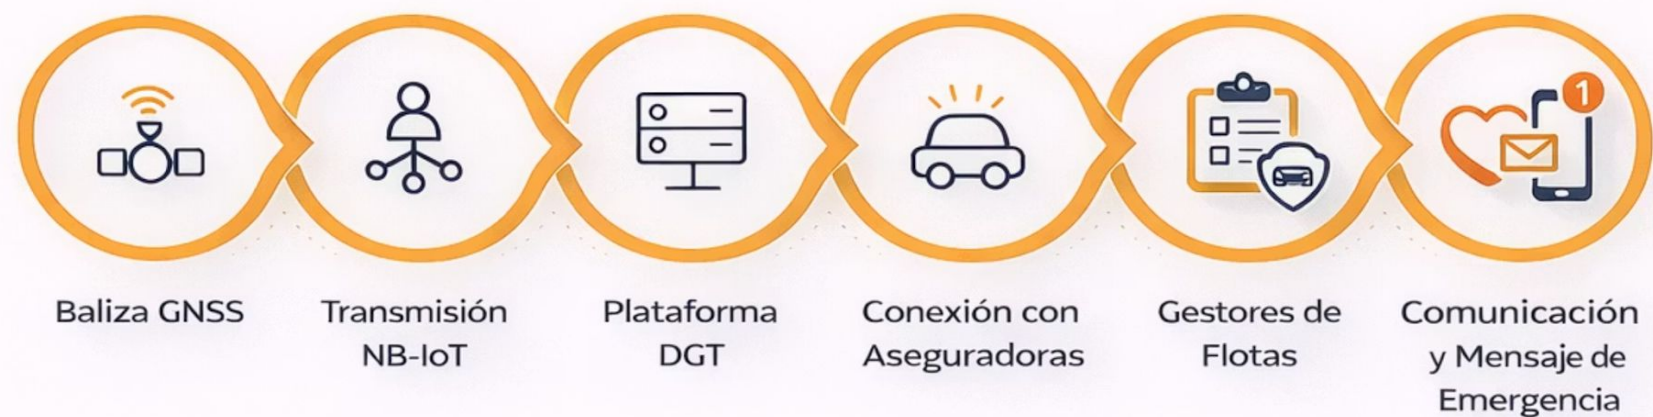 1
Baliza GNSS
Transmisión
NB-IoT
Plataforma
DGT
Conexión con
Aseguradoras
Gestores de
Flotas
Comunicación
y Mensaje de
Emergencia